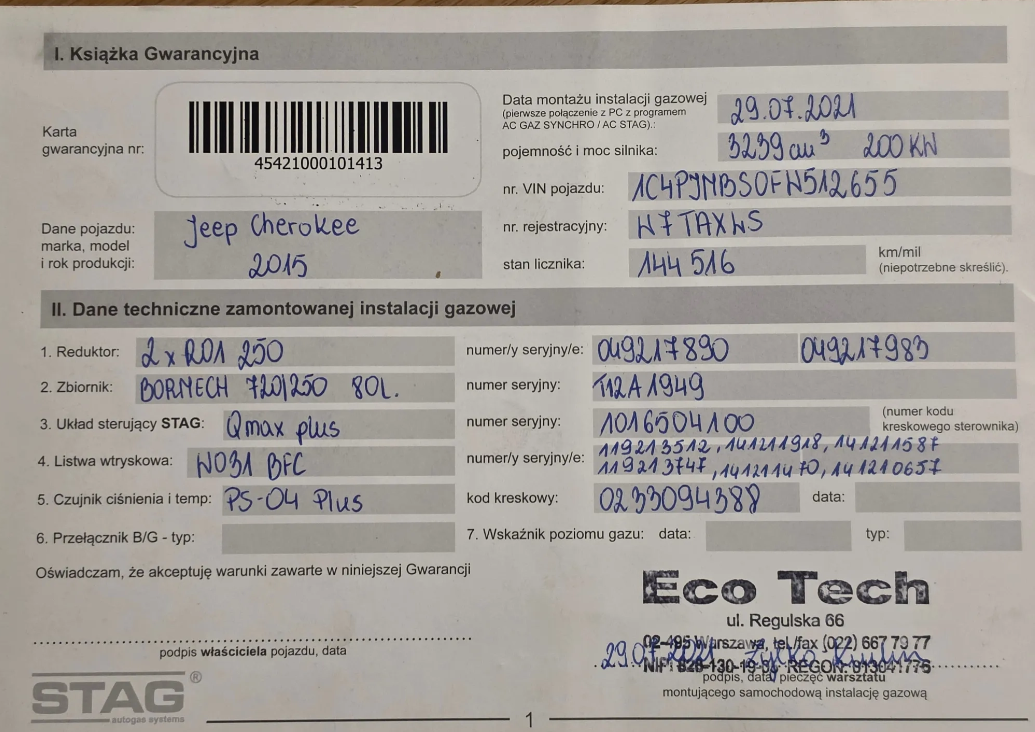 I. Książka Gwarancyjna
Karta
gwarancyjna nr:
45421000101413
Data montażu instalacji gazowej
(pierwsze połączenie z PC z programem
AC GAZ SYNCHRO / AC STAG).:
29.07.2021
pojemność i moc silnika: 3239 cm³ 200 KW
nr. VIN pojazdu: 1C4PJMBS0FW512655
Dane pojazdu:
marka, model
i rok produkcji:
Jeep Cherokee
2015
nr. rejestracyjny: W7TAXWS
stan licznika: 144 516 km/mil
(niepotrzebne skreślić).
II. Dane techniczne zamontowanej instalacji gazowej
1. Reduktor: 2 x R01 250 numer/y seryjny/e: 049217890 049217983
2. Zbiornik: BORMECH 720/250 80L. numer seryjny: T12A1949
3. Układ sterujący STAG: Qmax plus numer seryjny: 1016504100 (numer kodu
kreskowego sterownika)
4. Listwa wtryskowa: W031 BFC numer/y seryjny/e: 119213512, 141211918, 141211587
119213747, 141211470, 141210657
5. Czujnik ciśnienia i temp: PS-04 Plus kod kreskowy: 0233094388 data:
6. Przełącznik B/G - typ: 7. Wskaźnik poziomu gazu: data: typ:
Oświadczam, że akceptuję warunki zawarte w niniejszej Gwarancji
Eco Tech
ul. Regulska 66
02-495 Warszawa, tel./fax (022) 667 79 77
29.07.2021
NIP: REGON:
podpis właściciela pojazdu, data
podpis, data, pieczęć warsztatu
montującego samochodową instalację gazową
STAG®
autogas systems
1